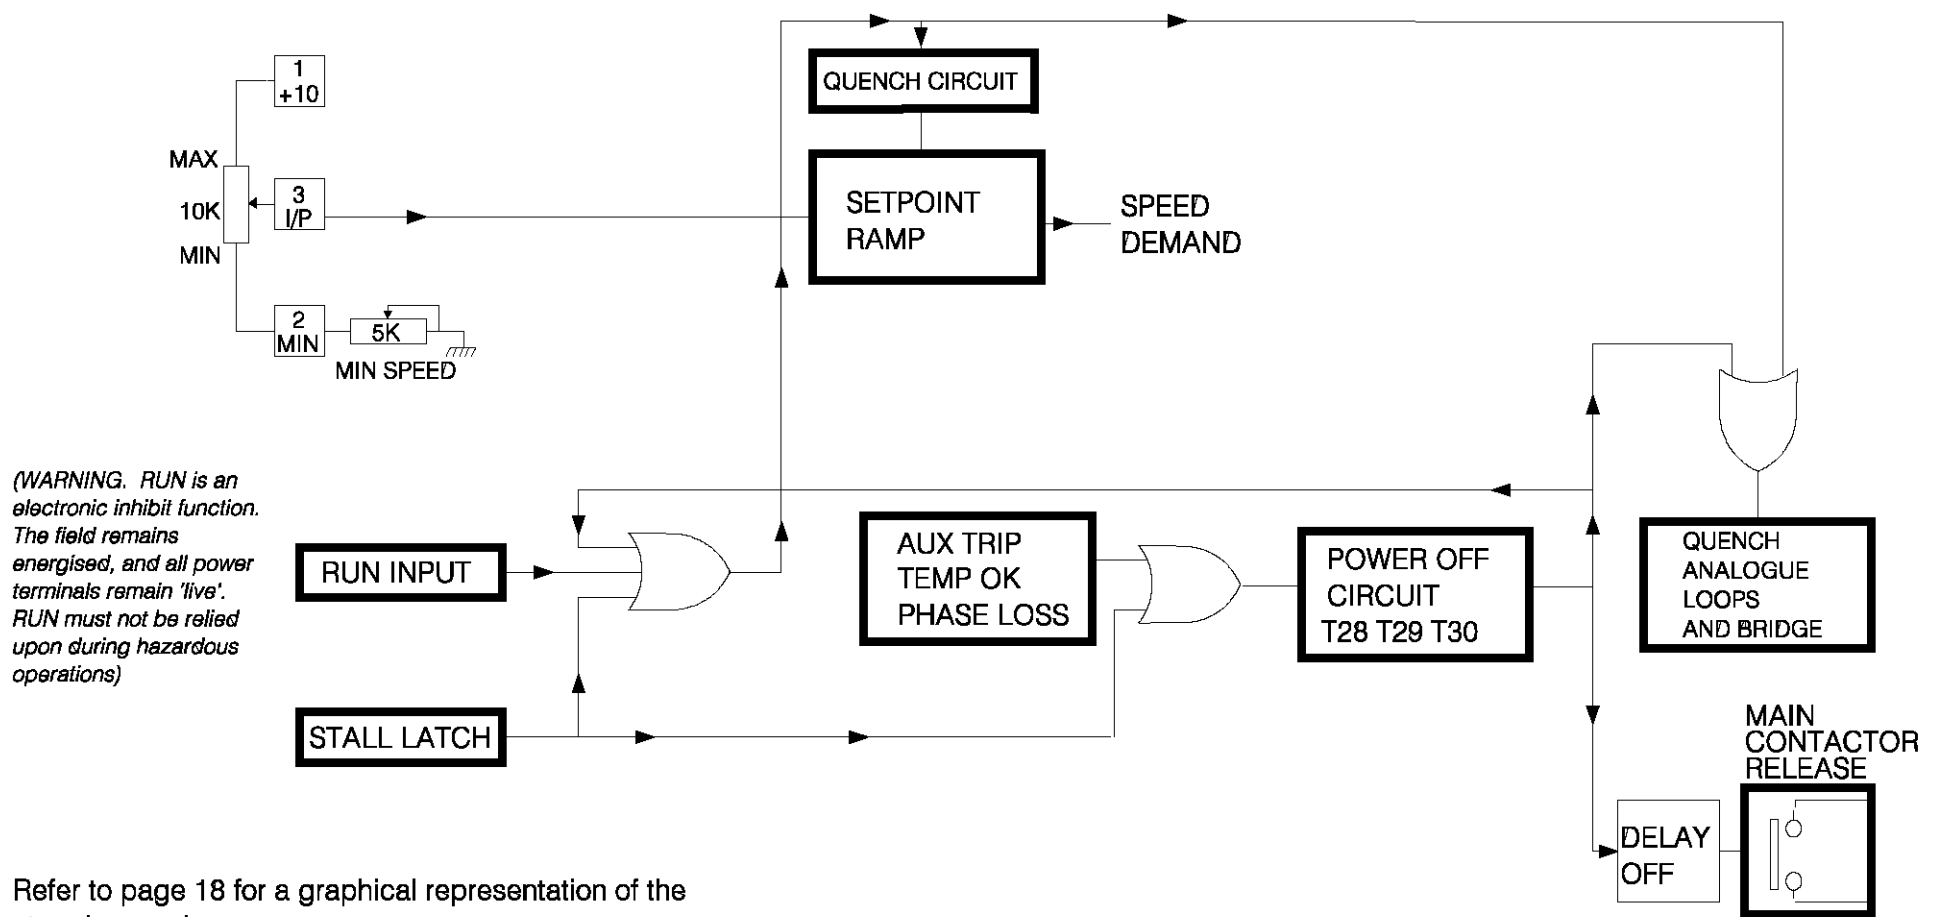 1
+10
QUENCH CIRCUIT
MAX
3
I/P
10K
MIN
SETPOINT
RAMP
SPEED
DEMAND
2
MIN
5K
MIN SPEED
(WARNING. RUN is an
electronic inhibit function.
The field remains
energised, and all power
terminals remain 'live'.
RUN must not be relied
upon during hazardous
operations)
RUN INPUT
AUX TRIP
TEMP OK
PHASE LOSS
POWER OFF
CIRCUIT
T28 T29 T30
QUENCH
ANALOGUE
LOOPS
AND BRIDGE
STALL LATCH
MAIN
CONTACTOR
RELEASE
DELAY
OFF
Refer to page 18 for a graphical representation of the